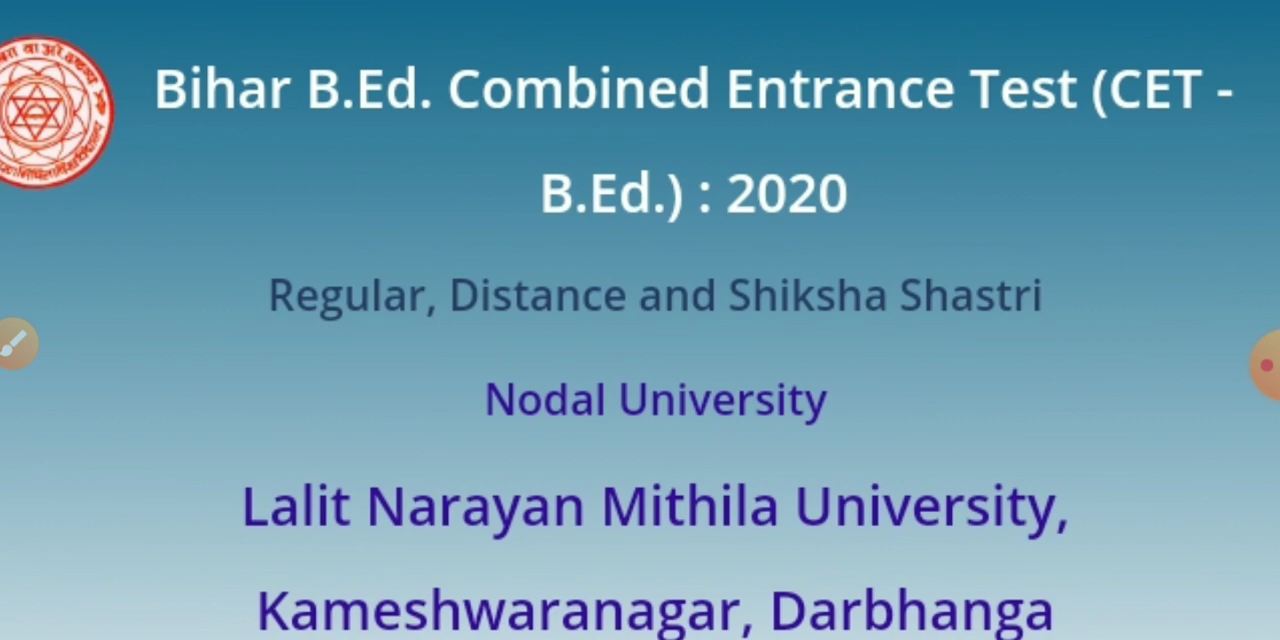 Bihar B.Ed. Combined Entrance Test (CET -
B.Ed.) : 2020
Regular, Distance and Shiksha Shastri
Nodal University
Lalit Narayan Mithila University,
Kameshwaranagar, Darbhanga